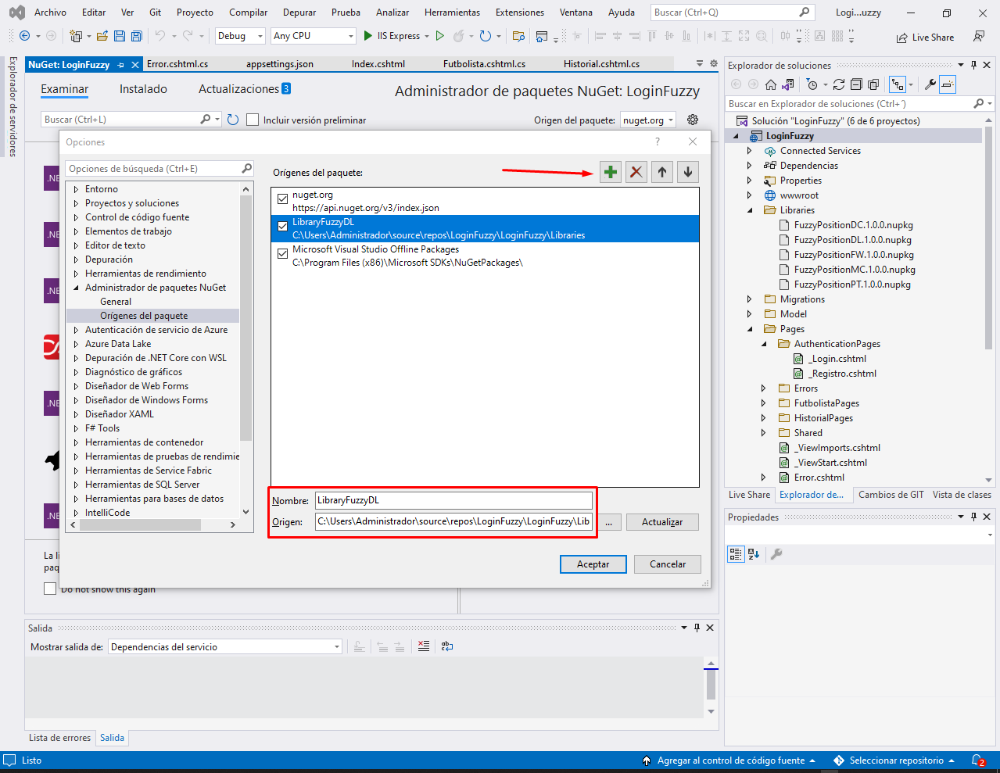 Archivo Editar Ver Git Proyecto Compilar Depurar Prueba Analizar Herramientas Extensiones Ventana Ayuda Buscar (Ctrl+Q) Logi...uzzy
Debug Any CPU IIS Express Live Share
Explorador de servidores
NuGet: LoginFuzzy Error.cshtml.cs appsettings.json Index.cshtml Futbolista.cshtml.cs Historial.cshtml.cs
Examinar Instalado Actualizaciones 3 Administrador de paquetes NuGet: LoginFuzzy
Buscar (Ctrl+L) Incluir versión preliminar Origen del paquete: nuget.org
Opciones ?
Opciones de búsqueda (Ctrl+E)
Entorno
Proyectos y soluciones
Control de código fuente
Elementos de trabajo
Editor de texto
Depuración
Herramientas de rendimiento
Administrador de paquetes NuGet
General
Orígenes del paquete
Autenticación de servicio de Azure
Azure Data Lake
Depuración de .NET Core con WSL
Diagnóstico de gráficos
Diseñador de Web Forms
Diseñador de Windows Forms
Diseñador XAML
F# Tools
Herramientas de contenedor
Herramientas de pruebas de rendimie
Herramientas de Service Fabric
Herramientas de SQL Server
Herramientas para bases de datos
IntelliCode
Orígenes del paquete:
nuget.org
https://api.nuget.org/v3/index.json
LibraryFuzzyDL
C:\Users\Administrador\source\repos\LoginFuzzy\LoginFuzzy\Libraries
Microsoft Visual Studio Offline Packages
C:\Program Files (x86)\Microsoft SDKs\NuGetPackages\
Nombre: LibraryFuzzyDL
Origen: C:\Users\Administrador\source\repos\LoginFuzzy\LoginFuzzy\Lib ... Actualizar
Aceptar Cancelar
.NE
.NE
.NE
.NE
.NE
La li
paq
Do not show this again
Salida
Mostrar salida de: Dependencias del servicio
Lista de errores Salida
Explorador de soluciones
Buscar en Explorador de soluciones (Ctrl+´)
Solución "LoginFuzzy" (6 de 6 proyectos)
LoginFuzzy
Connected Services
Dependencias
Properties
wwwroot
Libraries
FuzzyPositionDC.1.0.0.nupkg
FuzzyPositionDL.1.0.0.nupkg
FuzzyPositionFW.1.0.0.nupkg
FuzzyPositionMC.1.0.0.nupkg
FuzzyPositionPT.1.0.0.nupkg
Migrations
Model
Pages
AuthenticationPages
_Login.cshtml
_Registro.cshtml
Errors
FutbolistaPages
HistorialPages
Shared
_ViewImports.cshtml
_ViewStart.cshtml
Error.cshtml
Live Share Explorador de... Cambios de GIT Vista de clases
Propiedades
Listo Agregar al control de código fuente Seleccionar repositorio 2